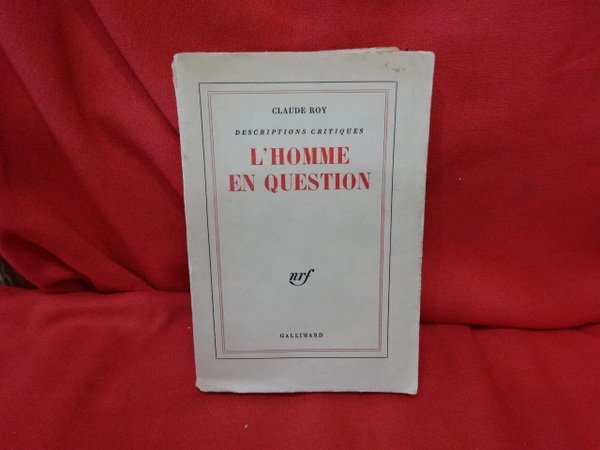 CLAUDE ROY
DESCRIPTIONS CRITIQUES
L'HOMME
EN QUESTION
nrf
GALLIMARD